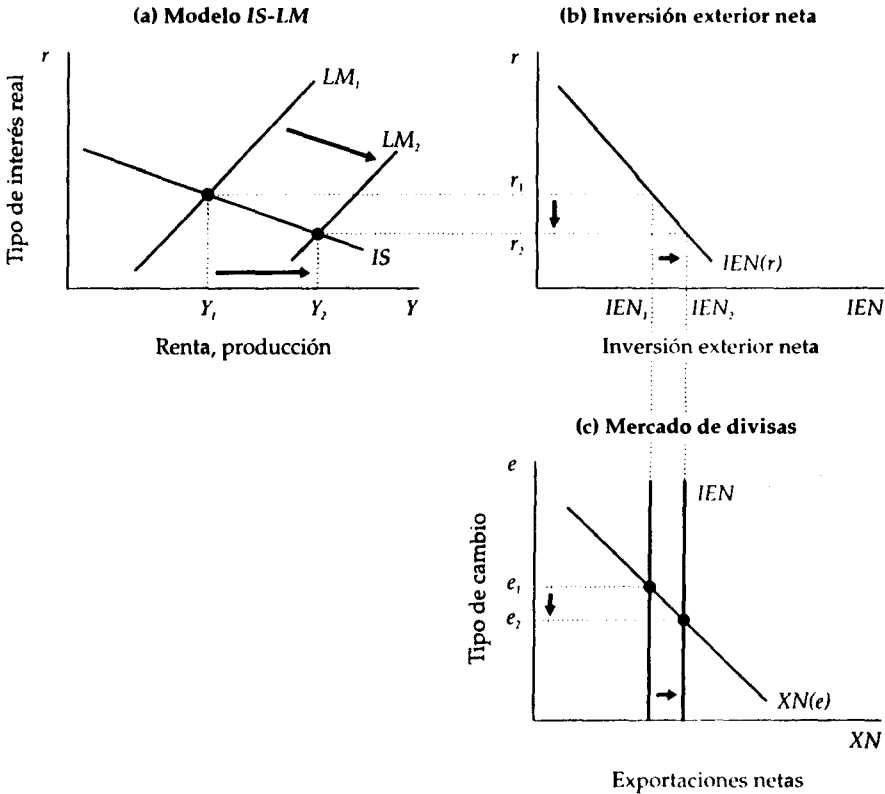 (a) Modelo IS-LM
r
Tipo de interés real
LM₁
LM₂
IS
Y₁
Y₂
Y
Renta, producción
(b) Inversión exterior neta
r
r₁
r₂
IEN(r)
IEN₁
IEN₂
IEN
Inversión exterior neta
(c) Mercado de divisas
e
Tipo de cambio
IEN
e₁
e₂
XN(e)
XN
Exportaciones netas